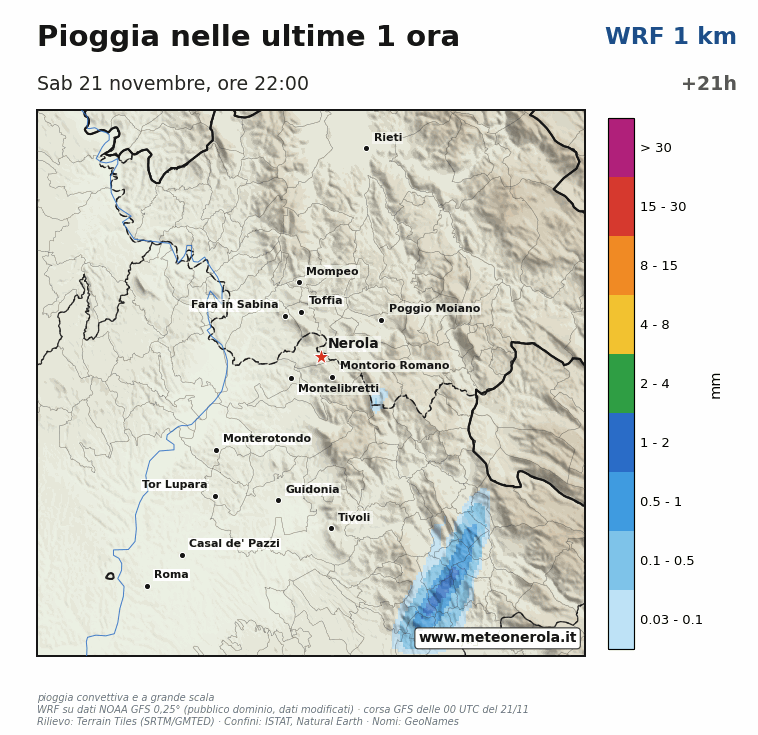 Pioggia nelle ultime 1 ora
WRF 1 km
Sab 21 novembre, ore 22:00
+21h
Rieti
Mompeo
Fara in Sabina
Toffia
Poggio Moiano
Nerola
Montorio Romano
Montelibretti
Monterotondo
Tor Lupara
Guidonia
Tivoli
Casal de' Pazzi
Roma
www.meteonerola.it
> 30
15 - 30
8 - 15
4 - 8
2 - 4
1 - 2
0.5 - 1
0.1 - 0.5
0.03 - 0.1
mm
pioggia convettiva e a grande scala
WRF su dati NOAA GFS 0,25° (pubblico dominio, dati modificati) · corsa GFS delle 00 UTC del 21/11
Rilievo: Terrain Tiles (SRTM/GMTED) · Confini: ISTAT, Natural Earth · Nomi: GeoNames